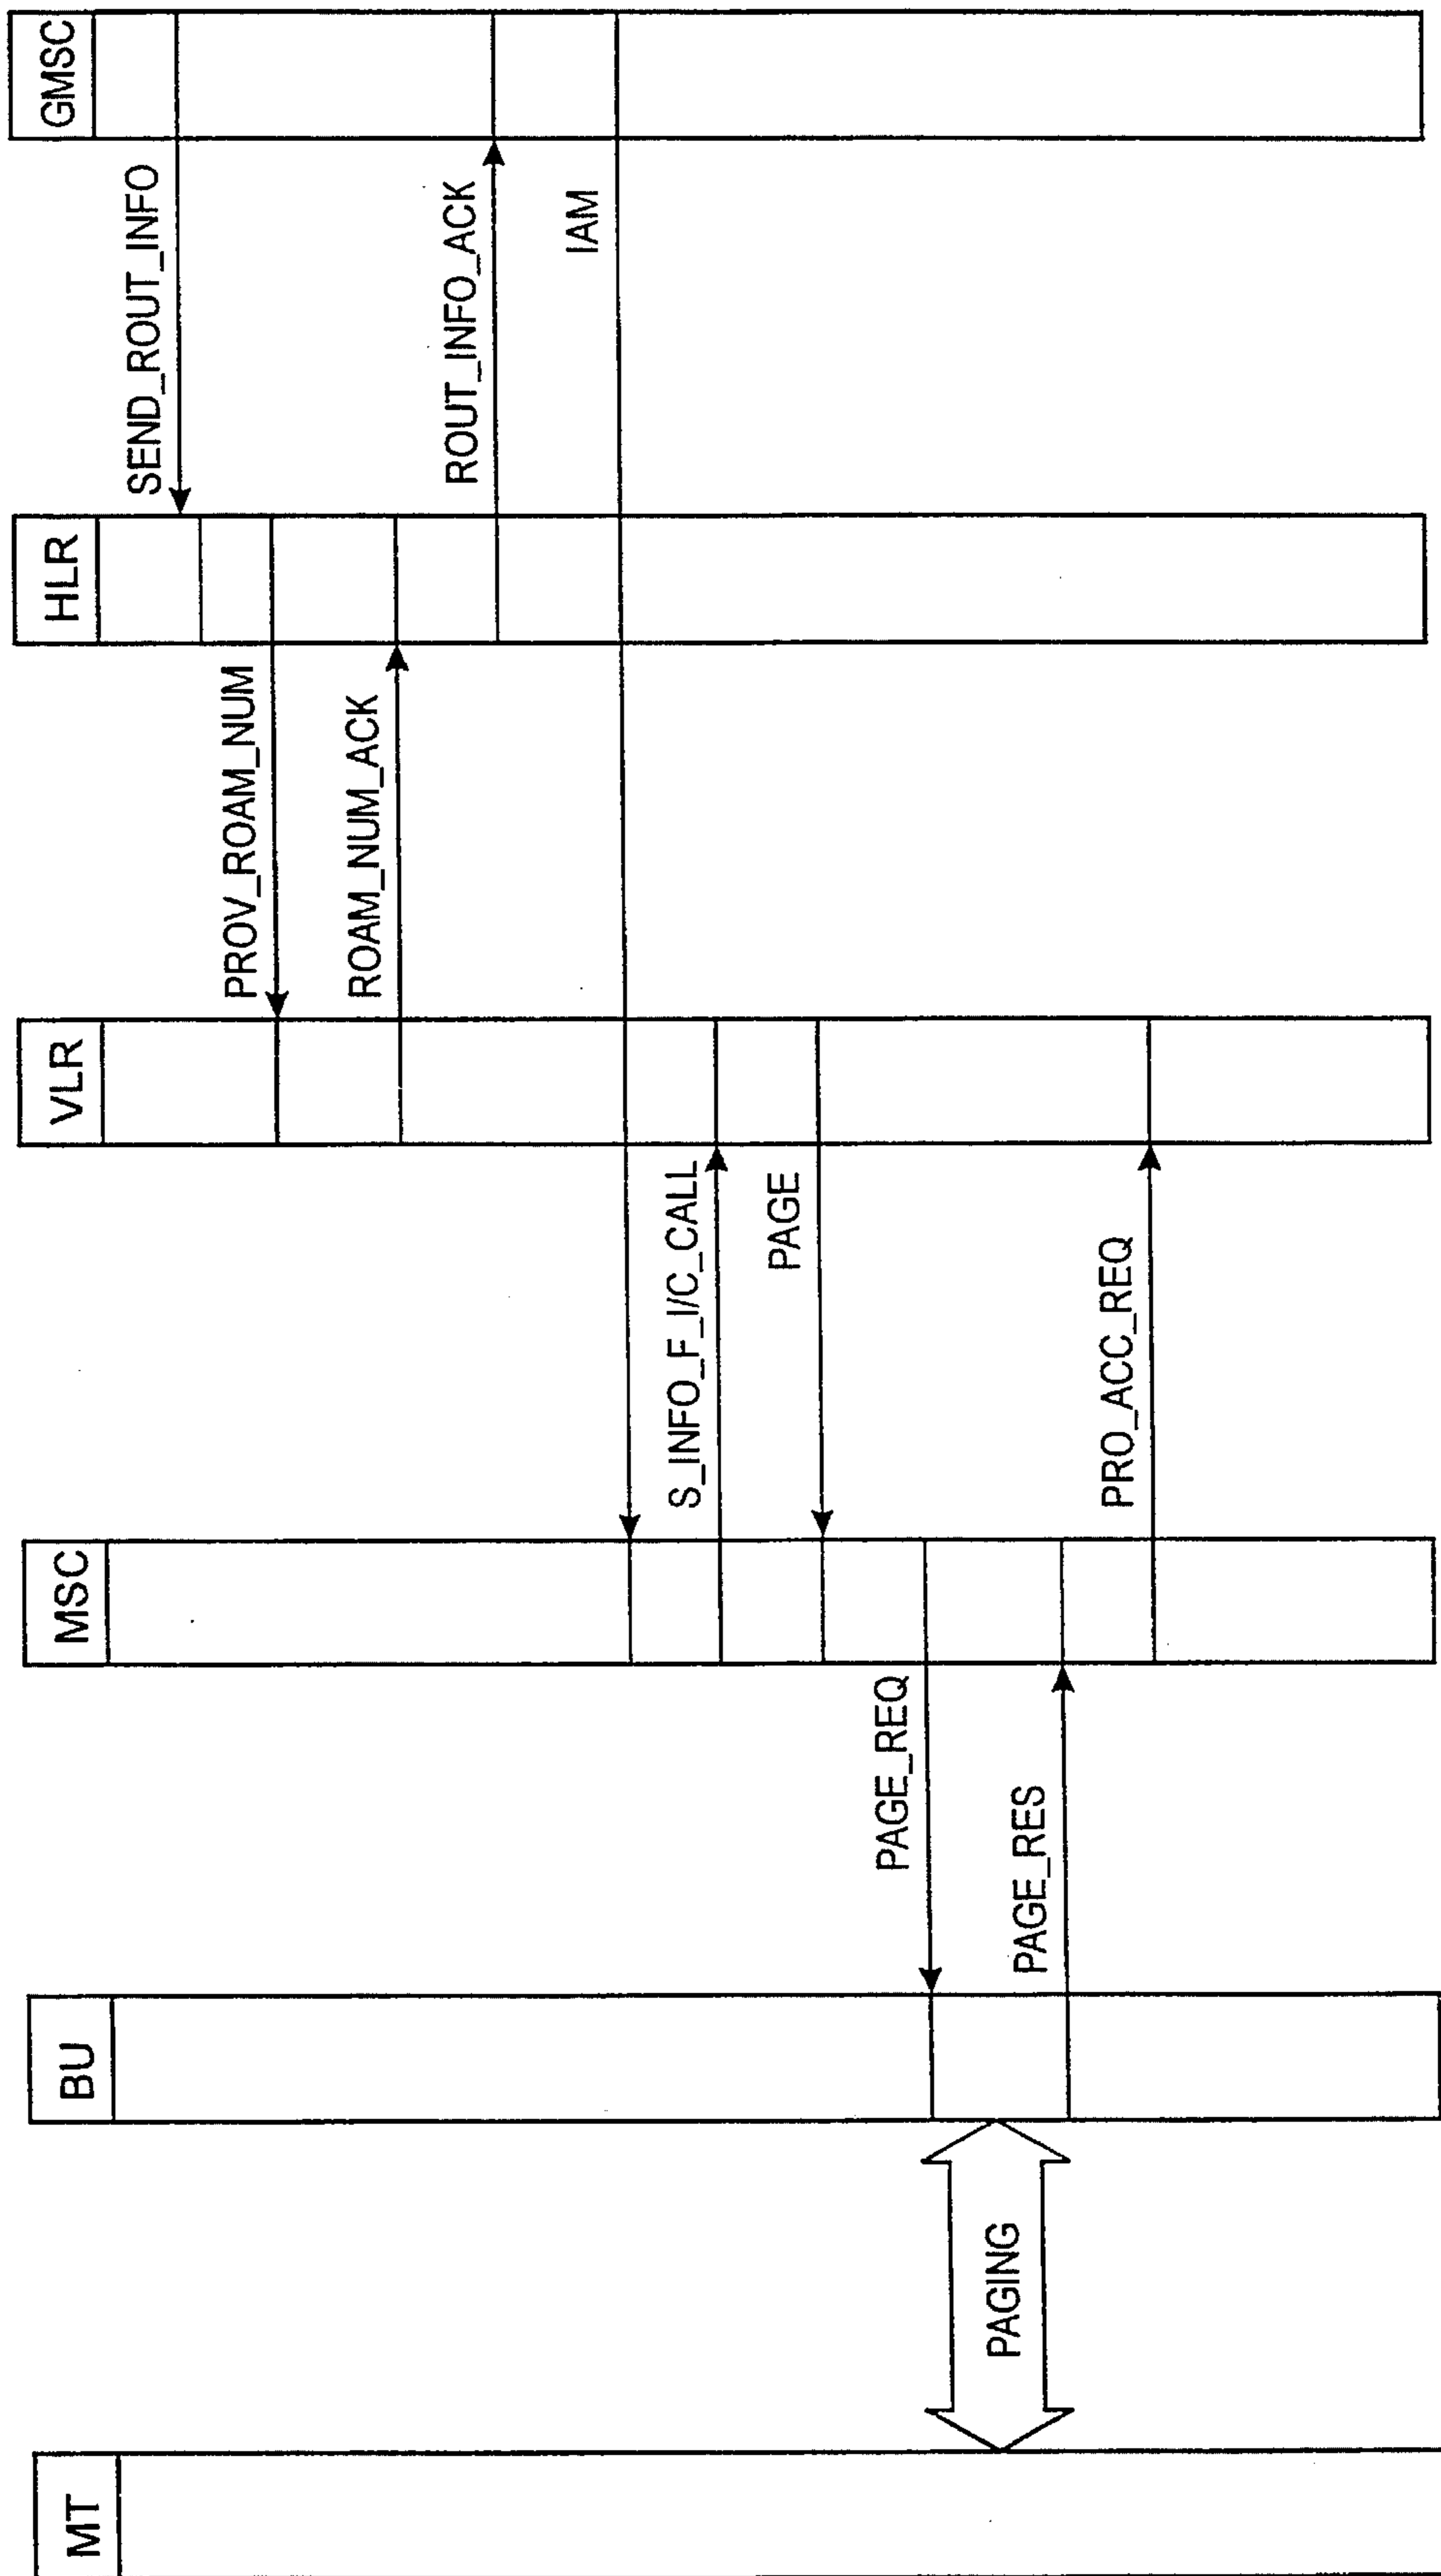 MT
BU
MSC
VLR
HLR
GMSC
SEND_ROUT_INFO
PROV_ROAM_NUM
ROAM_NUM_ACK
ROUT_INFO_ACK
IAM
S_INFO_F_I/C_CALL
PAGE
PAGE_REQ
PAGING
PAGE_RES
PRO_ACC_REQ